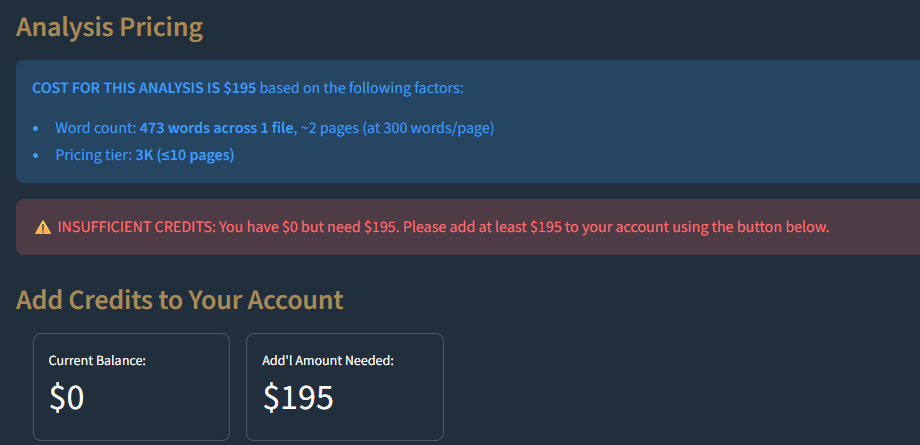 Analysis Pricing
COST FOR THIS ANALYSIS IS $195 based on the following factors:
• Word count: 473 words across 1 file, ~2 pages (at 300 words/page)
• Pricing tier: 3K (≤10 pages)
⚠ INSUFFICIENT CREDITS: You have $0 but need $195. Please add at least $195 to your account using the button below.
Add Credits to Your Account
Current Balance:
$0
Add'l Amount Needed:
$195